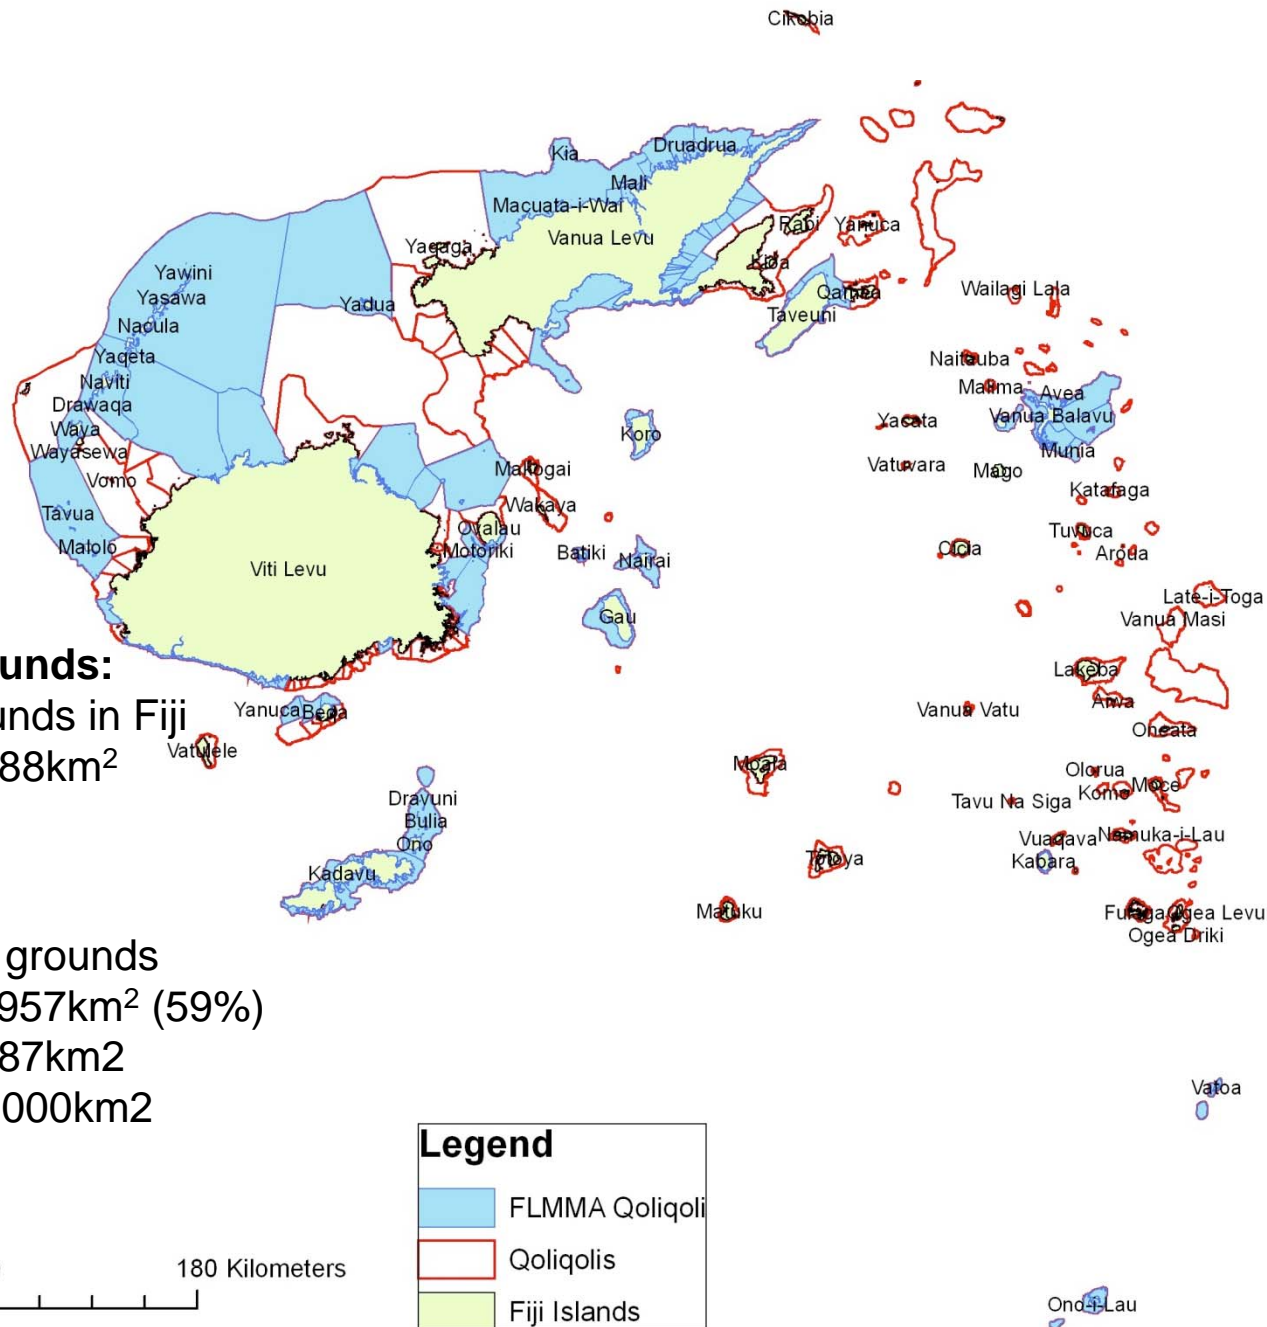 Cikobia
Druadrua
Kia
Mali
Macuata-i-Wai
Vanua Levu
Rabi
Yanuca
Yaqaga
Kioa
Yawini
Yasawa
Yadua
Qamea
Wailagi Lala
Taveuni
Nacula
Yaqeta
Naitauba
Naviti
Malima
Avea
Drawaqa
Vanua Balavu
Yacata
Waya
Koro
Wayasewa
Munia
Vatuvara
Mago
Makogai
Vomo
Katafaga
Wakaya
Tavua
Ovalau
Tuvuca
Malolo
Motoriki
Batiki
Nairai
Cicia
Aroua
Viti Levu
Late-i-Toga
Gau
Vanua Masi
unds:
Lakeba
Aiwa
unds in Fiji
Yanuca
Beqa
Vanua Vatu
Oneata
Vatulele
88km2
Moala
Olorua
Moce
Komo
Dravuni
Tavu Na Siga
Bulia
Vuaqava
Namuka-i-Lau
Ono
Totoya
Kabara
Kadavu
Matuku
Fulaga
Ogea Levu
Ogea Driki
grounds
957km2 (59%)
87km2
Vatoa
000km2
Legend
FLMMA Qoliqoli
Qoliqolis
180 Kilometers
Ono-i-Lau
Fiji Islands